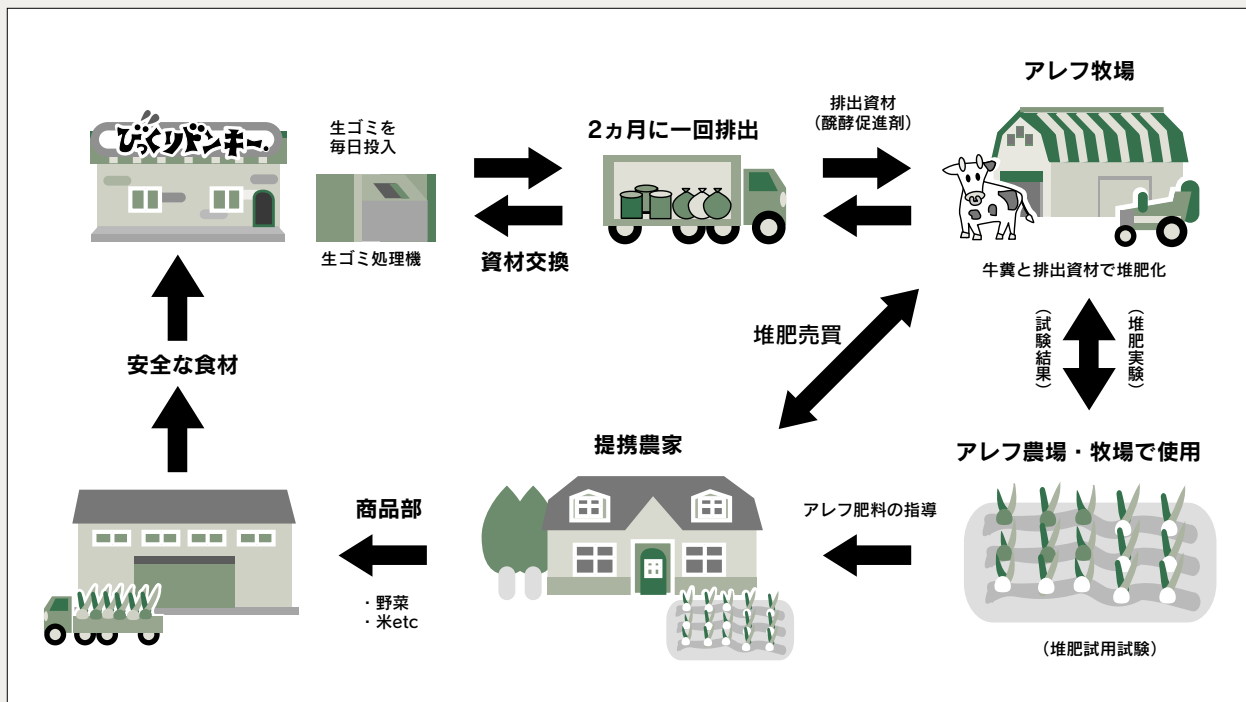 びっくりドンキー.
生ゴミを
毎日投入
生ゴミ処理機
2ヵ月に一回排出
資材交換
排出資材
（醗酵促進剤）
アレフ牧場
牛糞と排出資材で堆肥化
堆肥売買
（試験結果）
（堆肥実験）
安全な食材
提携農家
アレフ農場・牧場で使用
商品部
・野菜
・米etc
アレフ肥料の指導
（堆肥試用試験）